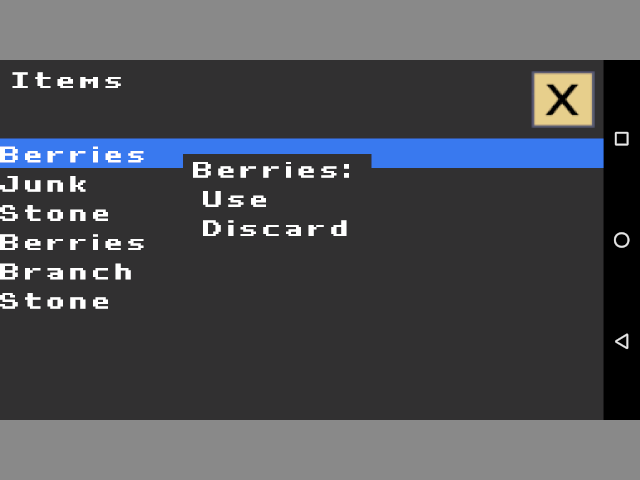 Items
X
Berries
Junk
Stone
Berries
Branch
Stone
Berries:
Use
Discard